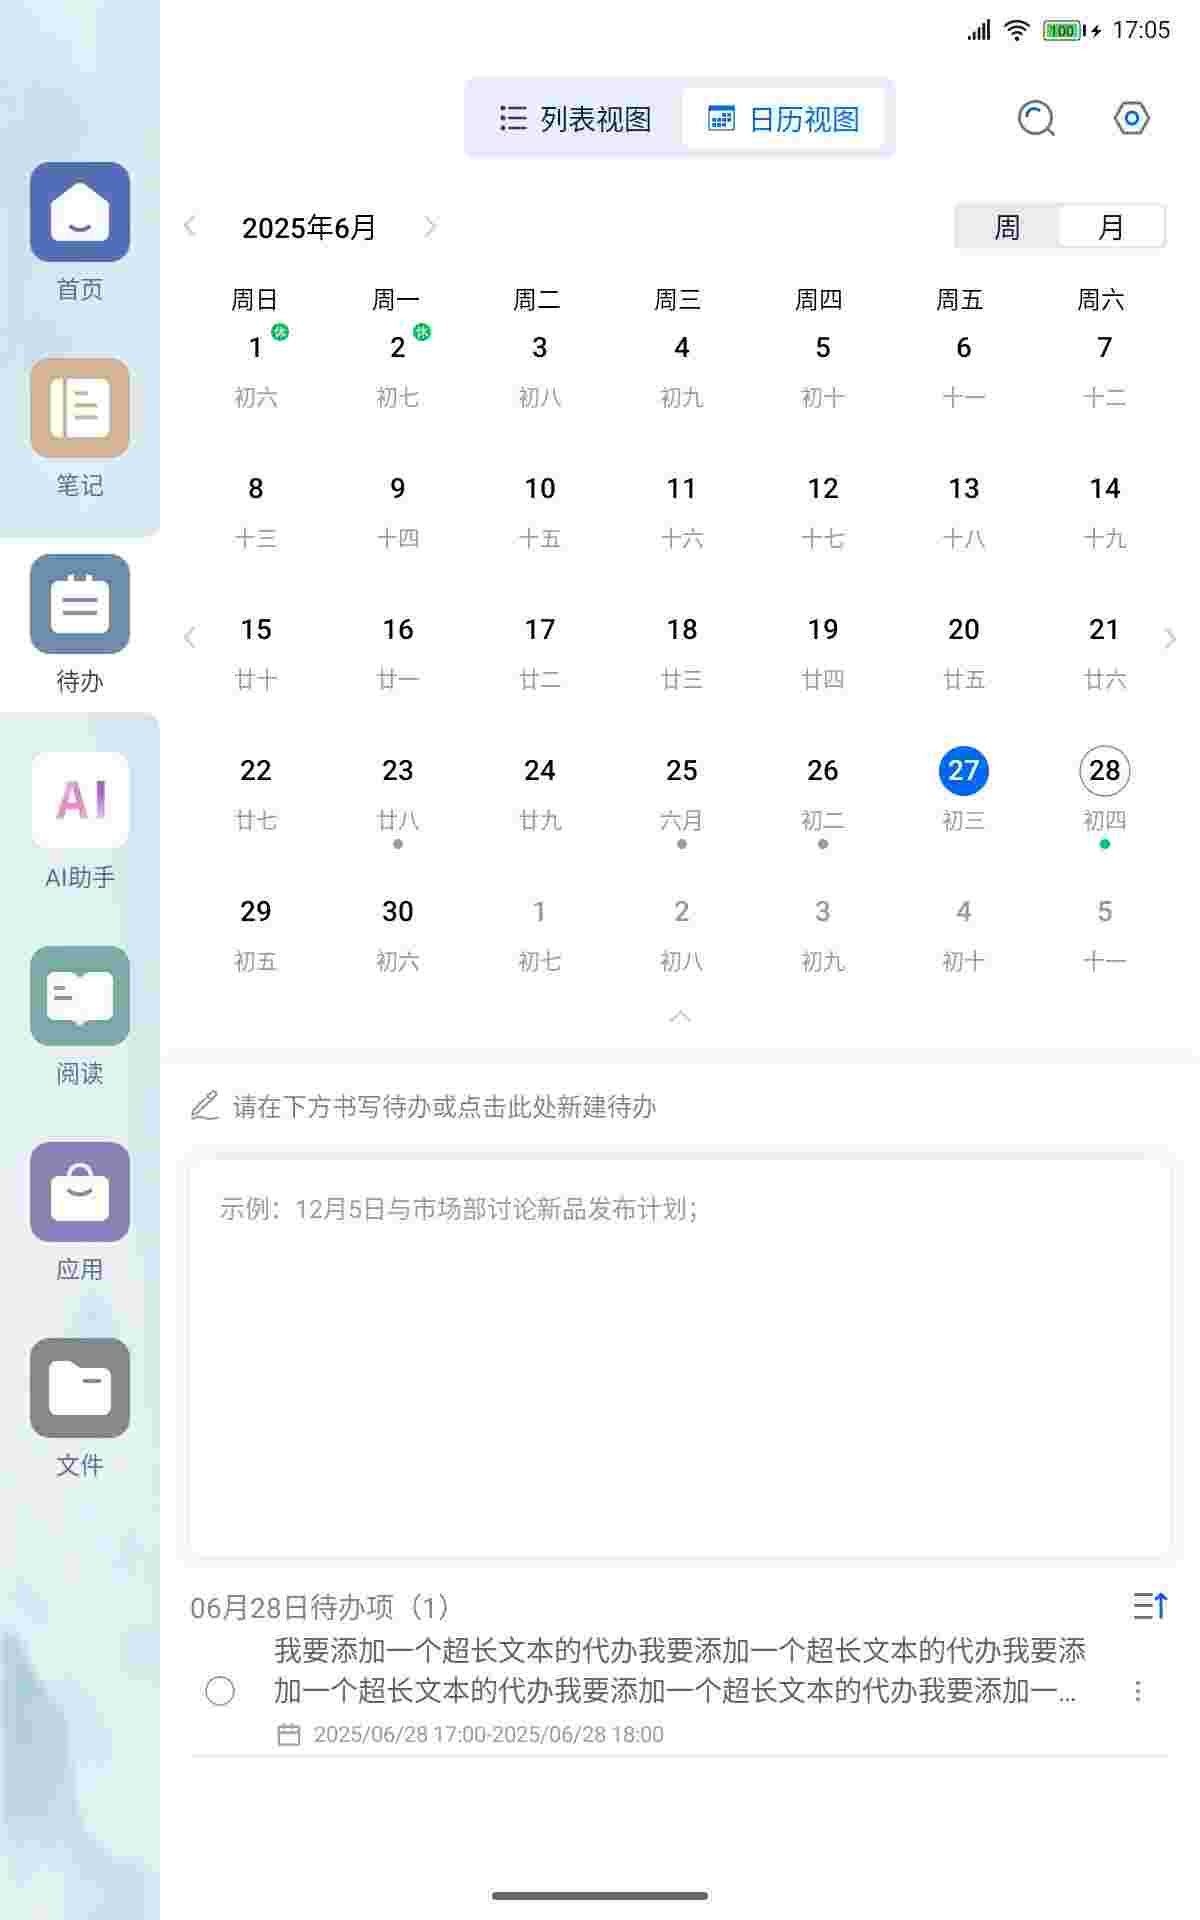 100 17:05
列表视图 日历视图
2025年6月 周 月
周日 周一 周二 周三 周四 周五 周六
1 休 2 休 3 4 5 6 7
初六 初七 初八 初九 初十 十一 十二
8 9 10 11 12 13 14
十三 十四 十五 十六 十七 十八 十九
15 16 17 18 19 20 21
廿十 廿一 廿二 廿三 廿四 廿五 廿六
22 23 24 25 26 27 28
廿七 廿八 廿九 六月 初二 初三 初四
29 30 1 2 3 4 5
初五 初六 初七 初八 初九 初十 十一
首页
笔记
待办
AI
AI助手
阅读
应用
文件
请在下方书写待办或点击此处新建待办
示例：12月5日与市场部讨论新品发布计划；
06月28日待办项（1）
我要添加一个超长文本的代办我要添加一个超长文本的代办我要添
加一个超长文本的代办我要添加一个超长文本的代办我要添加一...
2025/06/28 17:00-2025/06/28 18:00